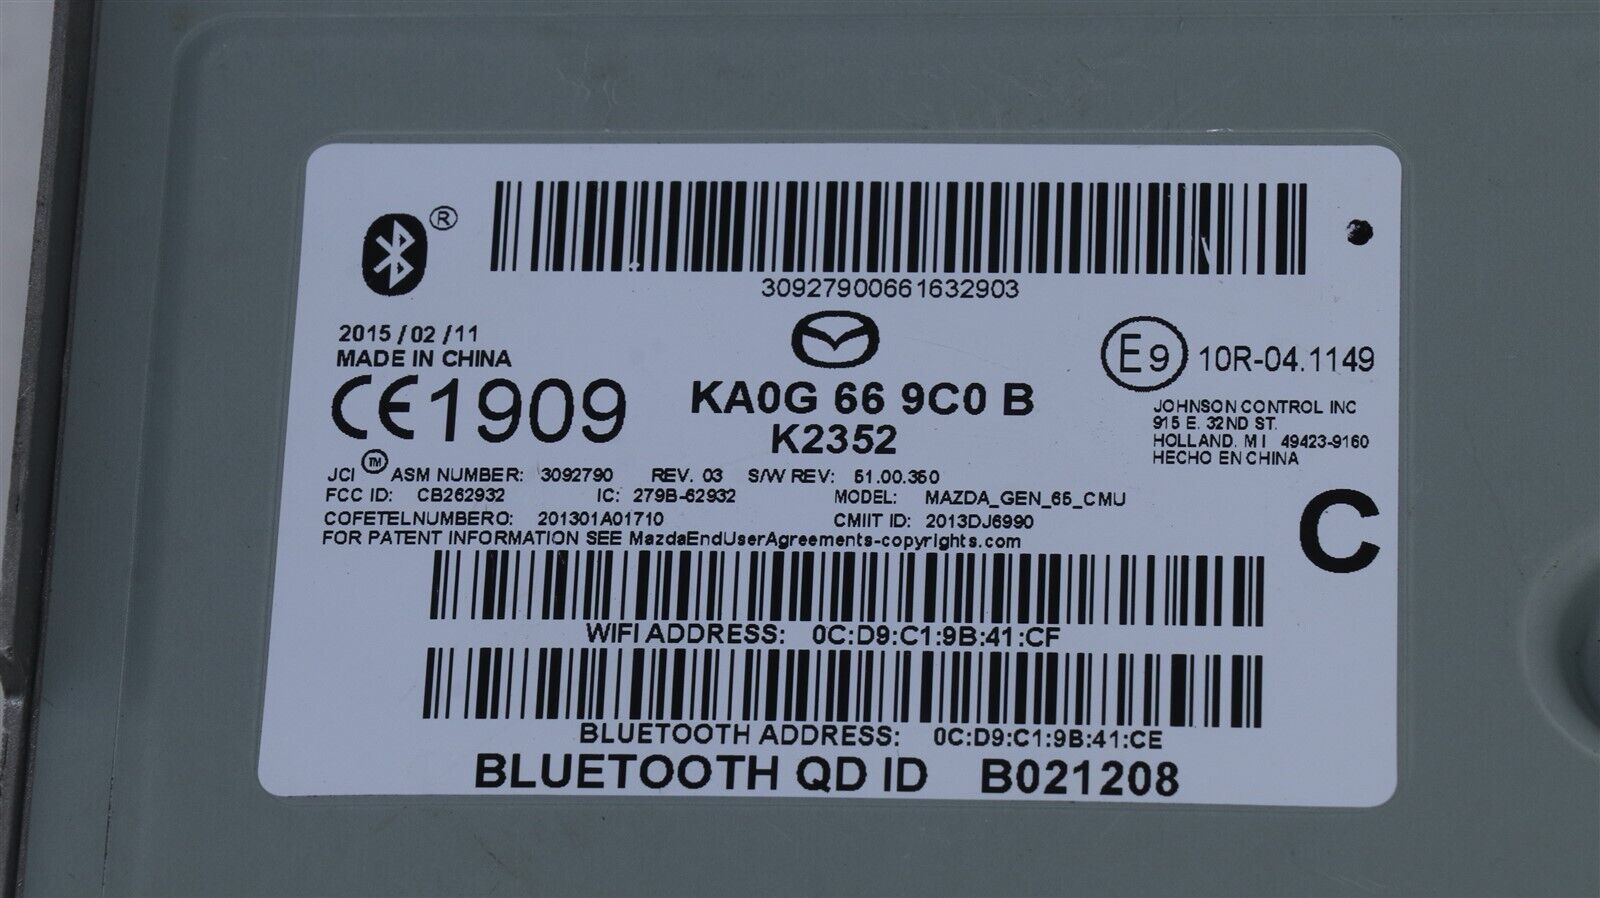 ®
30927900661632903
2015/02/11
MADE IN CHINA
CE1909
KA0G 66 9C0 B
K2352
E9 10R-04.1149
JOHNSON CONTROL INC
915 E. 32ND ST.
HOLLAND. MI 49423-9160
HECHO EN CHINA
JCI ™ ASM NUMBER: 3092790 REV. 03 S/W REV: 51.00.350
FCC ID: CB262932 IC: 279B-62932 MODEL: MAZDA_GEN_65_CMU
COFETELNUMBERO: 201301A01710 CMIIT ID: 2013DJ6990
FOR PATENT INFORMATION SEE MazdaEndUserAgreements-copyrights.com
C
WIFI ADDRESS: 0C:D9:C1:9B:41:CF
BLUETOOTH ADDRESS: 0C:D9:C1:9B:41:CE
BLUETOOTH QD ID B021208